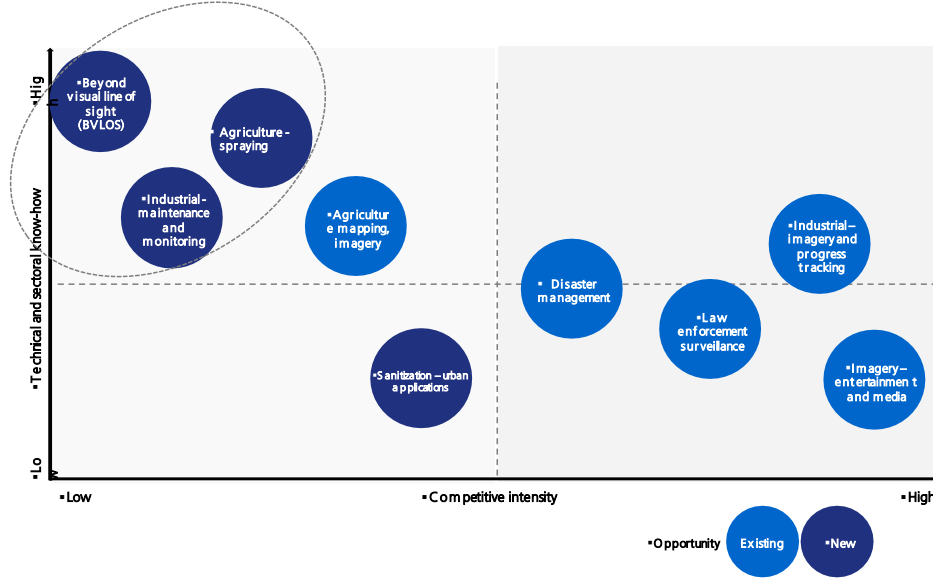 ▪Hig
h
▪Technical and sectoral know-how
▪Lo
w
▪Beyond
visual line of
sight
(BVLOS)
▪ Agriculture –
spraying
▪Industrial–
maintenance
and
monitoring
▪Agricultur
e mapping,
imagery
▪Industrial–
imagery and
progress
tracking
▪ Disaster
management
▪Law
enforcement
surveillance
▪Sanitization – urban
applications
▪Imagery –
entertainment
and media
▪Low
▪Competitive intensity
▪High
▪Opportunity
Existing
▪New